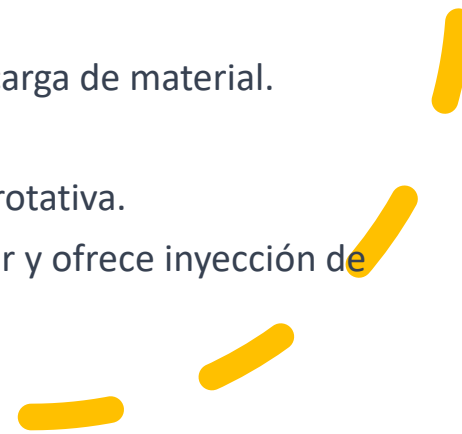 arga de material.
rotativa.
r y ofrece inyección de